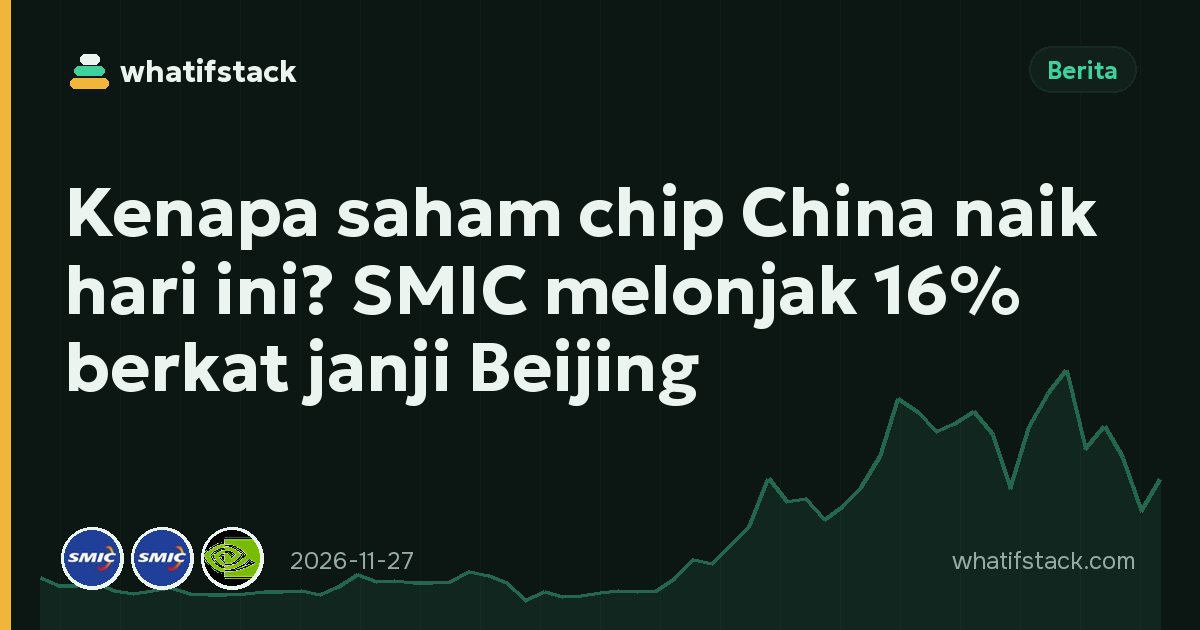 whatifstack
Berita
Kenapa saham chip China naik
hari ini? SMIC melonjak 16%
berkat janji Beijing
SMIC
SMIC
2026-11-27
whatifstack.com